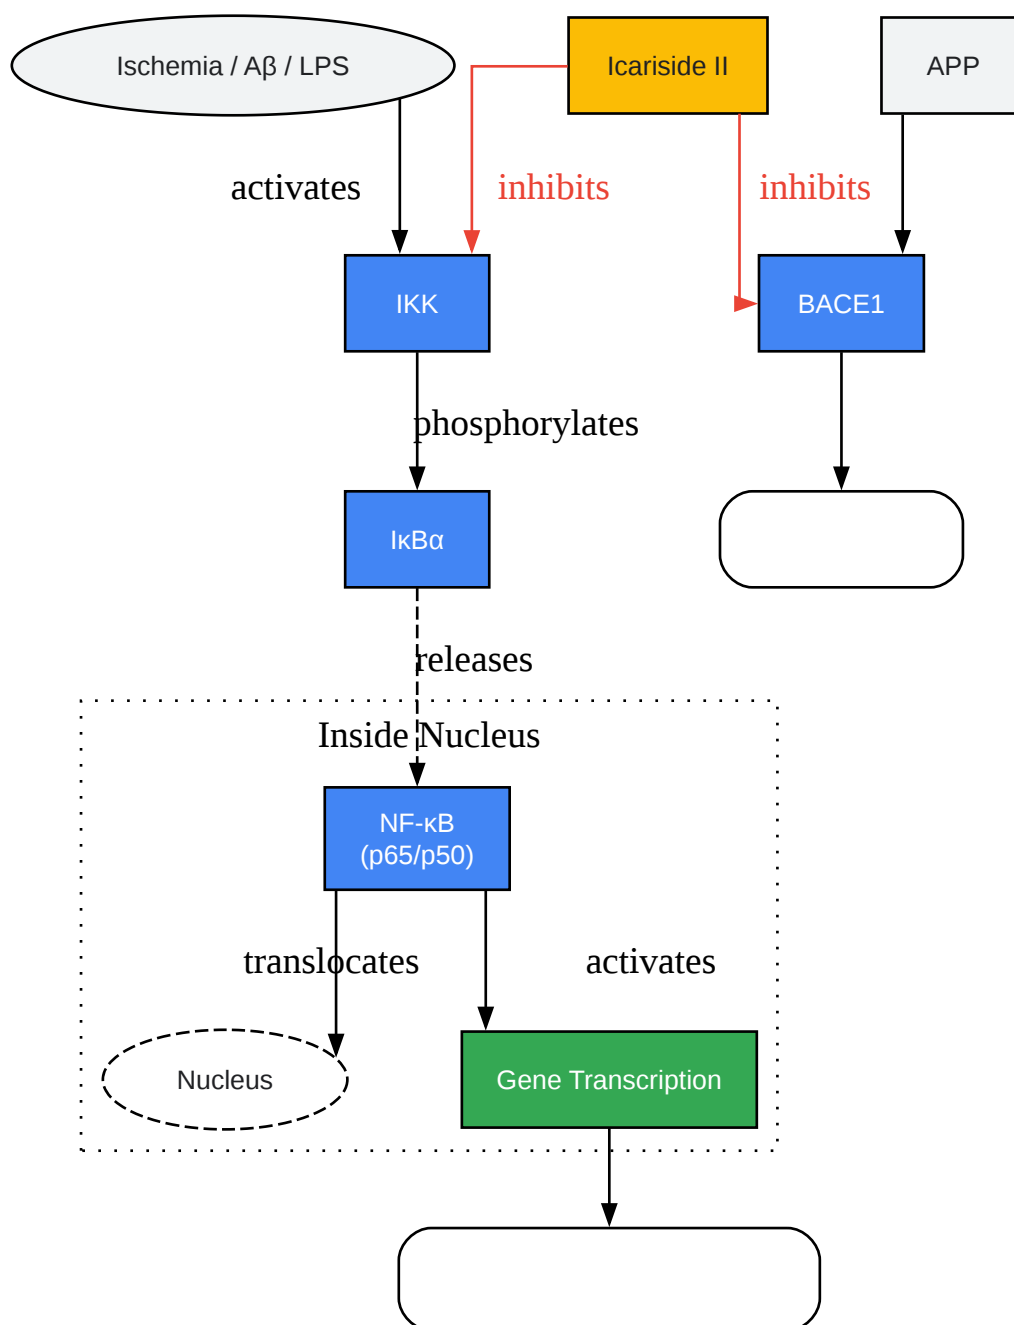 Ischemia / Aβ / LPS
Icariside II
APP
activates
inhibits
inhibits
IKK
BACE1
phosphorylates
IκBα
releases
Inside Nucleus
NF-κB
(p65/p50)
translocates
activates
Nucleus
Gene Transcription